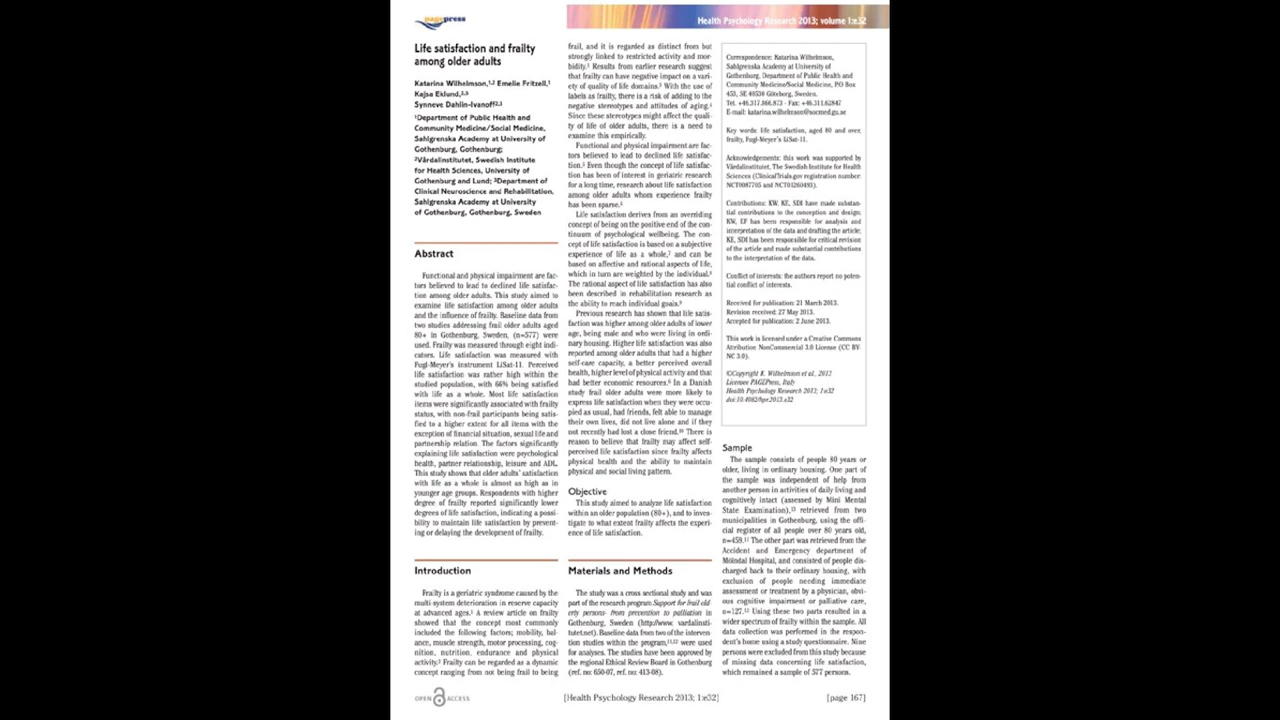 pagepress
Health Psychology Research 2013; volume 1:e32
Life satisfaction and frailty
among older adults
Katarina Wilhelmson,1,2 Emelie Fritzell,1
Kajsa Eklund,2,3
Synneve Dahlin-Ivanoff2,3
1Department of Public Health and
Community Medicine/Social Medicine,
Sahlgrenska Academy at University of
Gothenburg, Gothenburg;
2Vårdalinstitutet, Swedish Institute
for Health Sciences, University of
Gothenburg and Lund; 3Department of
Clinical Neuroscience and Rehabilitation,
Sahlgrenska Academy at University
of Gothenburg, Gothenburg, Sweden
Abstract
Functional and physical impairment are fac-
tors believed to lead to declined life satisfac-
tion among older adults. This study aimed to
examine life satisfaction among older adults
and the influence of frailty. Baseline data from
two studies addressing frail older adults aged
80+ in Gothenburg, Sweden, (n=577) were
used. Frailty was measured through eight indi-
cators. Life satisfaction was measured with
Fugl-Meyer's instrument LiSat-11. Perceived
life satisfaction was rather high within the
studied population, with 66% being satisfied
with life as a whole. Most life satisfaction
items were significantly associated with frailty
status, with non-frail participants being satis-
fied to a higher extent for all items with the
exception of financial situation, sexual life and
partnership relation. The factors significantly
explaining life satisfaction were psychological
health, partner relationship, leisure and ADL.
This study shows that older adults' satisfaction
with life as a whole is almost as high as in
younger age groups. Respondents with higher
degree of frailty reported significantly lower
degrees of life satisfaction, indicating a possi-
bility to maintain life satisfaction by prevent-
ing or delaying the development of frailty.
Introduction
Frailty is a geriatric syndrome caused by the
multi system deterioration in reserve capacity
at advanced ages.1 A review article on frailty
showed that the concept most commonly
included the following factors; mobility, bal-
ance, muscle strength, motor processing, cog-
nition, nutrition, endurance and physical
activity.2 Frailty can be regarded as a dynamic
concept ranging from not being frail to being
frail, and it is regarded as distinct from but
strongly linked to restricted activity and mor-
bidity.1 Results from earlier research suggest
that frailty can have negative impact on a vari-
ety of quality of life domains.3 With the use of
labels as frailty, there is a risk of adding to the
negative stereotypes and attitudes of aging.4
Since these stereotypes might affect the quali-
ty of life of older adults, there is a need to
examine this empirically.
Functional and physical impairment are fac-
tors believed to lead to declined life satisfac-
tion.5 Even though the concept of life satisfac-
tion has been of interest in geriatric research
for a long time, research about life satisfaction
among older adults whom experience frailty
has been sparse.6
Life satisfaction derives from an overriding
concept of being on the positive end of the con-
tinuum of psychological wellbeing. The con-
cept of life satisfaction is based on a subjective
experience of life as a whole,7 and can be
based on affective and rational aspects of life,
which in turn are weighted by the individual.8
The rational aspect of life satisfaction has also
been described in rehabilitation research as
the ability to reach individual goals.9
Previous research has shown that life satis-
faction was higher among older adults of lower
age, being male and who were living in ordi-
nary housing. Higher life satisfaction was also
reported among older adults that had a higher
self-care capacity, a better perceived overall
health, higher level of physical activity and that
had better economic resources.6 In a Danish
study frail older adults were more likely to
express life satisfaction when they were occu-
pied as usual, had friends, felt able to manage
their own lives, did not live alone and if they
not recently had lost a close friend.10 There is
reason to believe that frailty may affect self-
perceived life satisfaction since frailty affects
physical health and the ability to maintain
physical and social living pattern.
Objective
This study aimed to analyze life satisfaction
within an older population (80+), and to inves-
tigate to what extent frailty affects the experi-
ence of life satisfaction.
Materials and Methods
The study was a cross sectional study and was
part of the research program Support for frail eld-
erly persons- from prevention to palliation in
Gothenburg, Sweden (http://www. vardalinsti-
tutet.net). Baseline data from two of the interven-
tion studies within the program,11,12 were used
for analyses. The studies have been approved by
the regional Ethical Review Board in Gothenburg
(ref. no: 650-07, ref. no: 413-08).
Correspondence: Katarina Wilhelmson,
Sahlgrenska Academy at University of
Gothenburg, Department of Public Health and
Community Medicine/Social Medicine, PO Box
453, SE 40530 Göteborg, Sweden.
Tel. +46.317.866.873 - Fax: +46.311.62847
E-mail: katarina.wilhelmson@socmed.gu.se
Key words: life satisfaction, aged 80 and over,
frailty, Fugl-Meyer's LiSat-11.
Acknowledgements: this work was supported by
Vårdalinstitutet, The Swedish Institute for Health
Sciences (ClinicalTrials.gov registration number:
NCT0087705 and NCT01260493).
Contributions: KW, KE, SDI have made substan-
tial contributions to the conception and design;
KW, EF has been responsible for analysis and
interpretation of the data and drafting the article;
KE, SDI has been responsible for critical revision
of the article and made substantial contributions
to the interpretation of the data.
Conflict of interests: the authors report no poten-
tial conflict of interests.
Received for publication: 21 March 2013.
Revision received: 27 May 2013.
Accepted for publication: 2 June 2013.
This work is licensed under a Creative Commons
Attribution NonCommercial 3.0 License (CC BY-
NC 3.0).
©Copyright K. Wilhelmson et al., 2013
Licensee PAGEPress, Italy
Health Psychology Research 2013; 1:e32
doi:10.4082/hpr.2013.e32
Sample
The sample consists of people 80 years or
older, living in ordinary housing. One part of
the sample was independent of help from
another person in activities of daily living and
cognitively intact (assessed by Mini Mental
State Examination),13 retrieved from two
municipalities in Gothenburg, using the offi-
cial register of all people over 80 years old,
n=459.11 The other part was retrieved from the
Accident and Emergency department of
Mölndal Hospital, and consisted of people dis-
charged back to their ordinary housing, with
exclusion of people needing immediate
assessment or treatment by a physician, obvi-
ous cognitive impairment or palliative care,
n=127.12 Using these two parts resulted in a
wider spectrum of frailty within the sample. All
data collection was performed in the respon-
dent's home using a study questionnaire. Nine
persons were excluded from this study because
of missing data concerning life satisfaction,
which remained a sample of 577 persons.
OPEN ACCESS
[Health Psychology Research 2013; 1:e32]
[page 167]